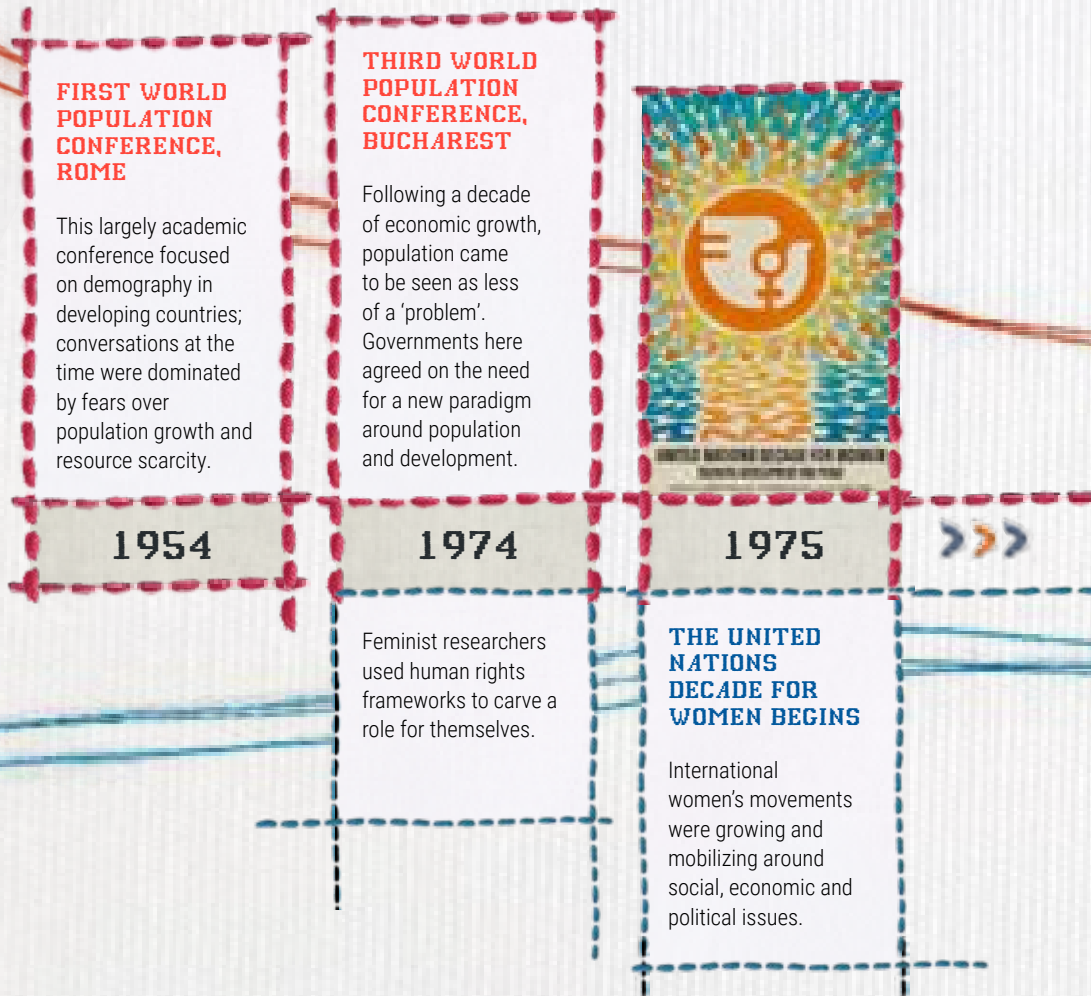 FIRST WORLD
POPULATION
CONFERENCE,
ROME
This largely academic
conference focused
on demography in
developing countries;
conversations at the
time were dominated
by fears over
population growth and
resource scarcity.
1954
THIRD WORLD
POPULATION
CONFERENCE,
BUCHAREST
Following a decade
of economic growth,
population came
to be seen as less
of a ‘problem’.
Governments here
agreed on the need
for a new paradigm
around population
and development.
1974
Feminist researchers
used human rights
frameworks to carve a
role for themselves.
UNITED NATIONS DECADE FOR WOMEN
1975
THE UNITED
NATIONS
DECADE FOR
WOMEN BEGINS
International
women’s movements
were growing and
mobilizing around
social, economic and
political issues.